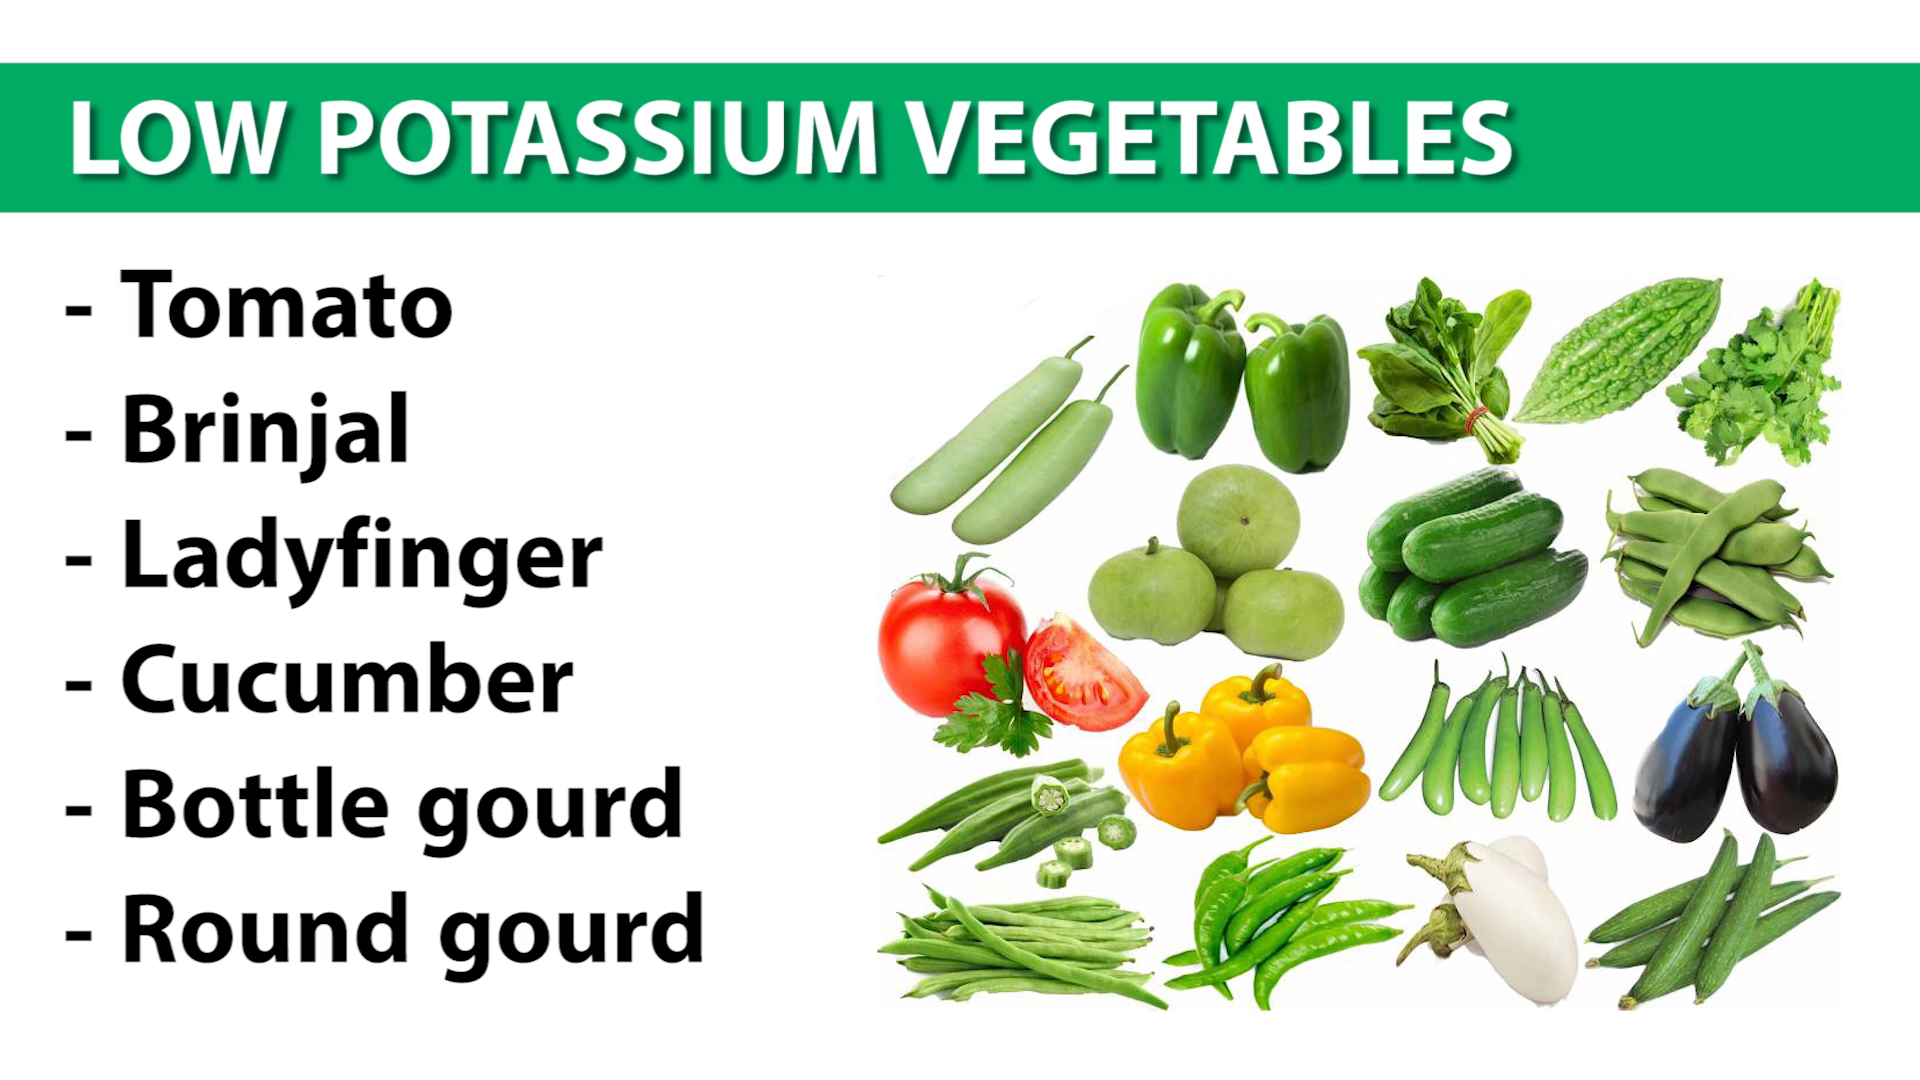 LOW POTASSIUM VEGETABLES
- Tomato
- Brinjal
- Ladyfinger
- Cucumber
- Bottle gourd
- Round gourd